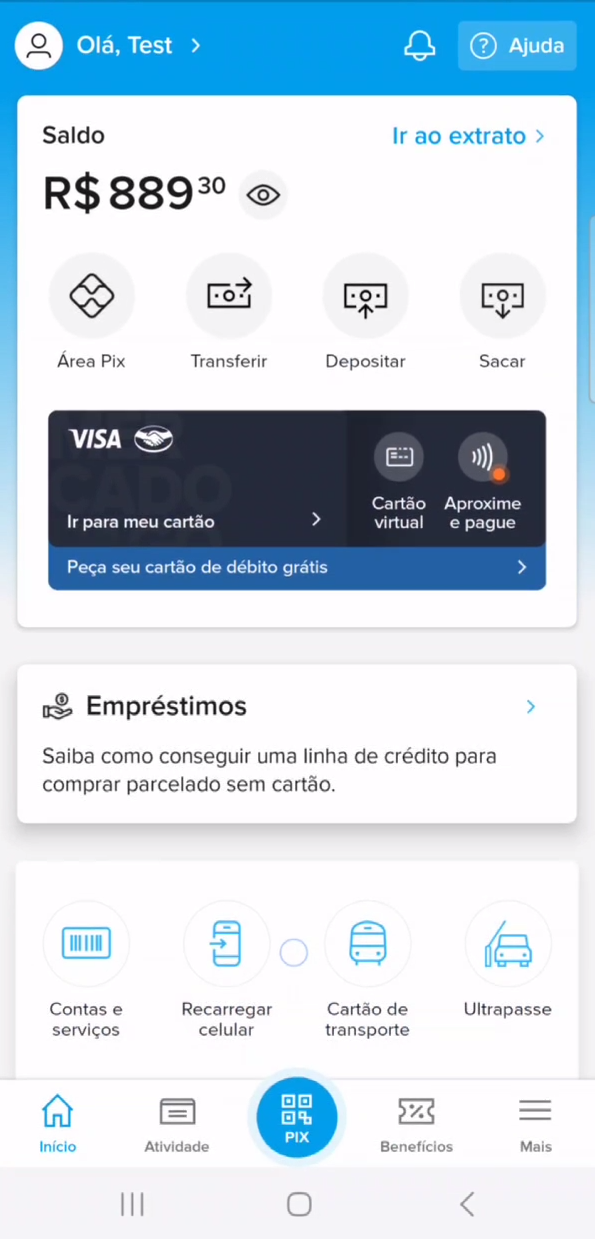 Olá, Test
Ajuda
Saldo
Ir ao extrato
R$ 889 30
Área Pix
Transferir
Depositar
Sacar
VISA
Cartão
virtual
Aproxime
e pague
Ir para meu cartão
Peça seu cartão de débito grátis
Empréstimos
Saiba como conseguir uma linha de crédito para
comprar parcelado sem cartão.
Contas e
serviços
Recarregar
celular
Cartão de
transporte
Ultrapasse
Início
Atividade
PIX
Benefícios
Mais